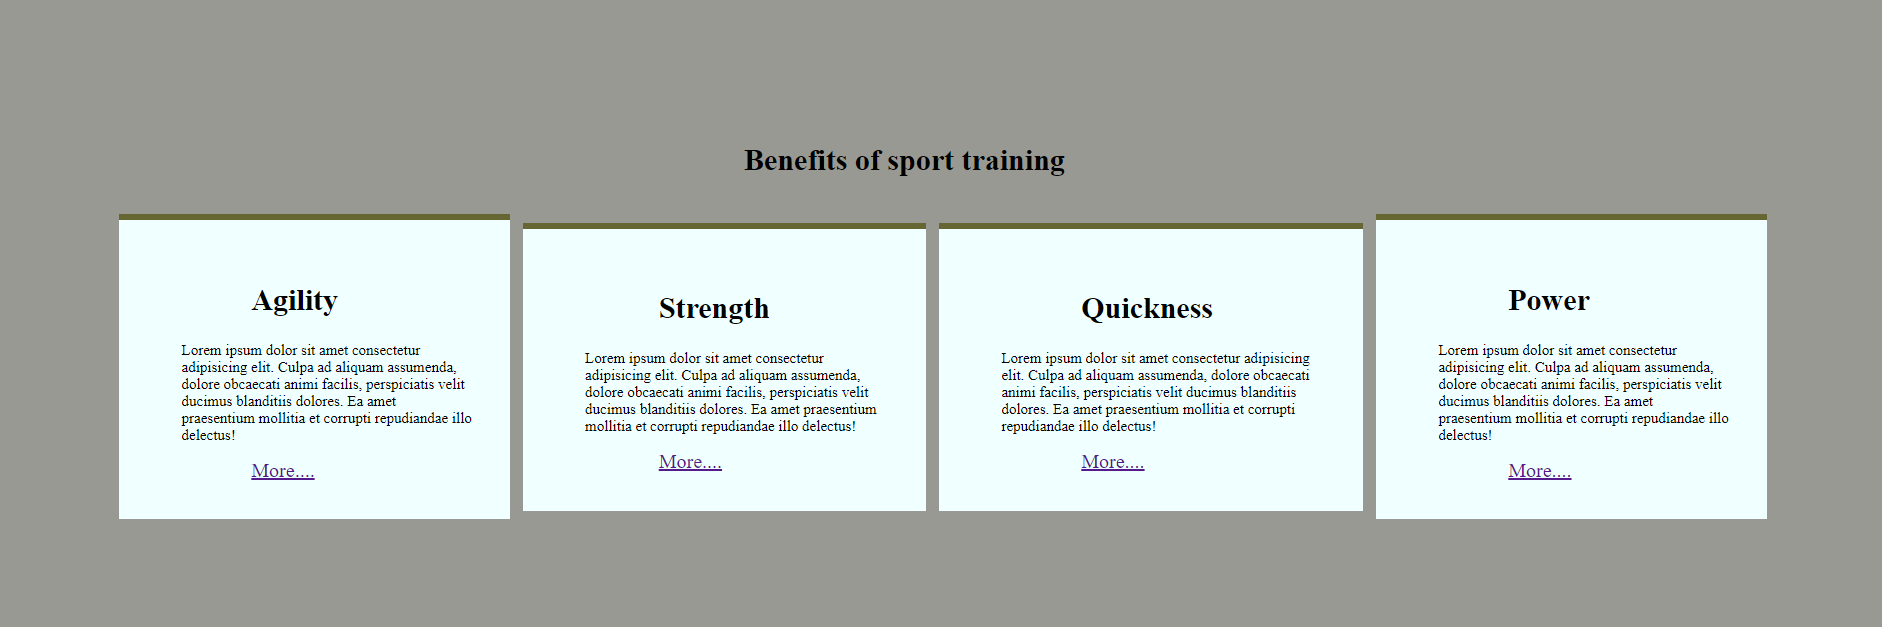 Benefits of sport training
Agility
Lorem ipsum dolor sit amet consectetur
adipisicing elit. Culpa ad aliquam assumenda,
dolore obcaecati animi facilis, perspiciatis velit
ducimus blanditiis dolores. Ea amet
praesentium mollitia et corrupti repudiandae illo
delectus!
More....
Strength
Lorem ipsum dolor sit amet consectetur
adipisicing elit. Culpa ad aliquam assumenda,
dolore obcaecati animi facilis, perspiciatis velit
ducimus blanditiis dolores. Ea amet praesentium
mollitia et corrupti repudiandae illo delectus!
More....
Quickness
Lorem ipsum dolor sit amet consectetur adipisicing
elit. Culpa ad aliquam assumenda, dolore obcaecati
animi facilis, perspiciatis velit ducimus blanditiis
dolores. Ea amet praesentium mollitia et corrupti
repudiandae illo delectus!
More....
Power
Lorem ipsum dolor sit amet consectetur
adipisicing elit. Culpa ad aliquam assumenda,
dolore obcaecati animi facilis, perspiciatis velit
ducimus blanditiis dolores. Ea amet
praesentium mollitia et corrupti repudiandae illo
delectus!
More....